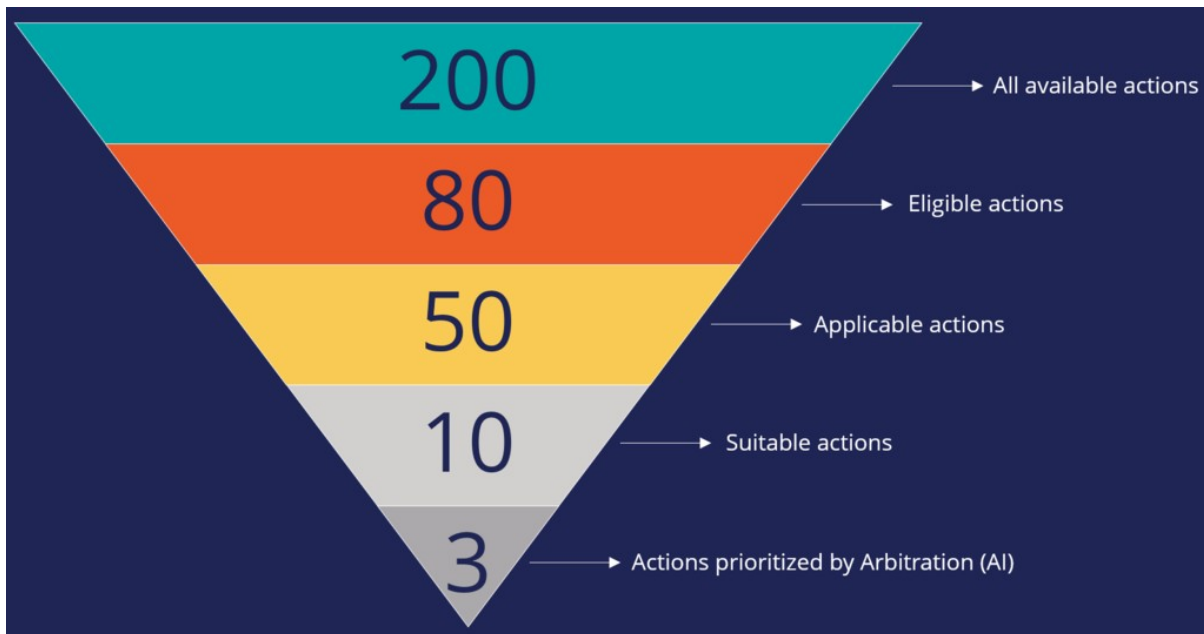 200
All available actions
80
Eligible actions
50
Applicable actions
10
Suitable actions
3
Actions prioritized by Arbitration (AI)